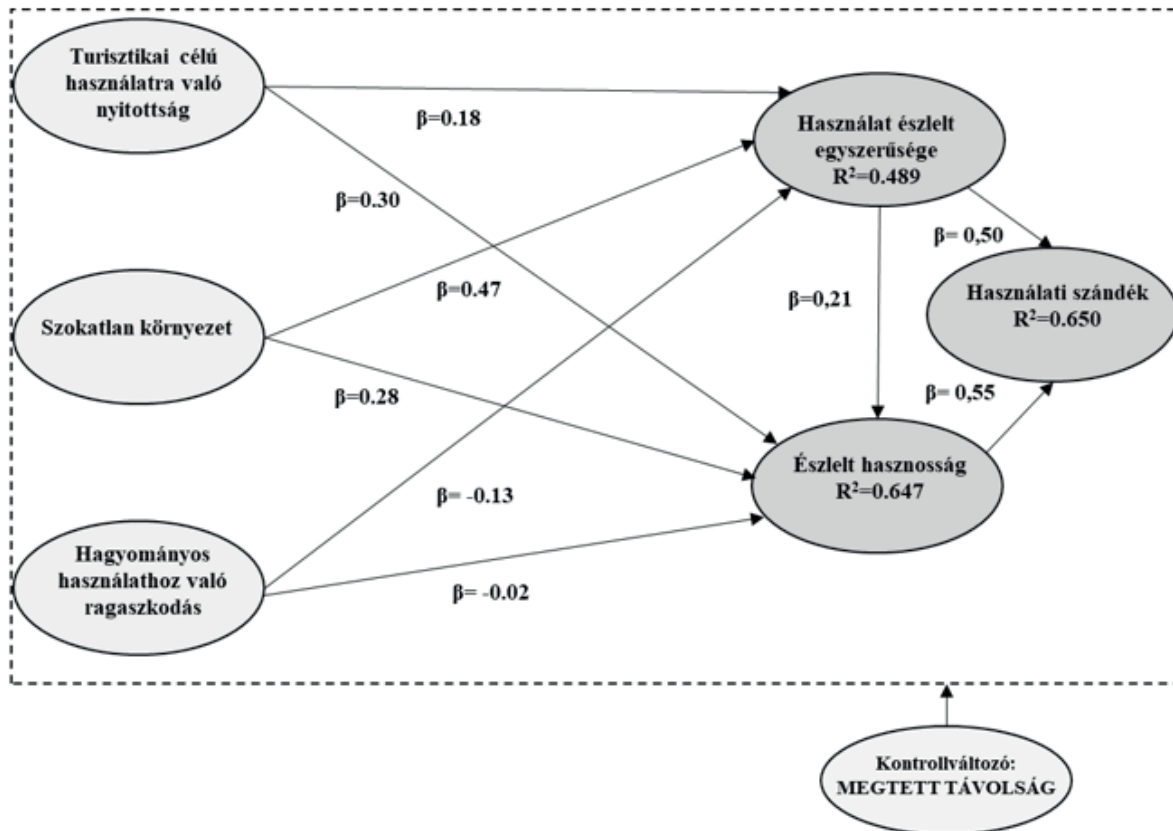 Turisztikai célú
használatra való
nyitottság
β=0.18
β=0.30
Használat észlelt
egyszerűsége
R²=0.489
β= 0,50
β=0.47
β=0,21
Szokatlan környezet
Használati szándék
R²=0.650
β=0.28
β= 0,55
Észlelt hasznosság
R²=0.647
β= -0.13
Hagyományos
használathoz való
ragaszkodás
β= -0.02
Kontrollváltozó:
MEGTETT TÁVOLSÁG